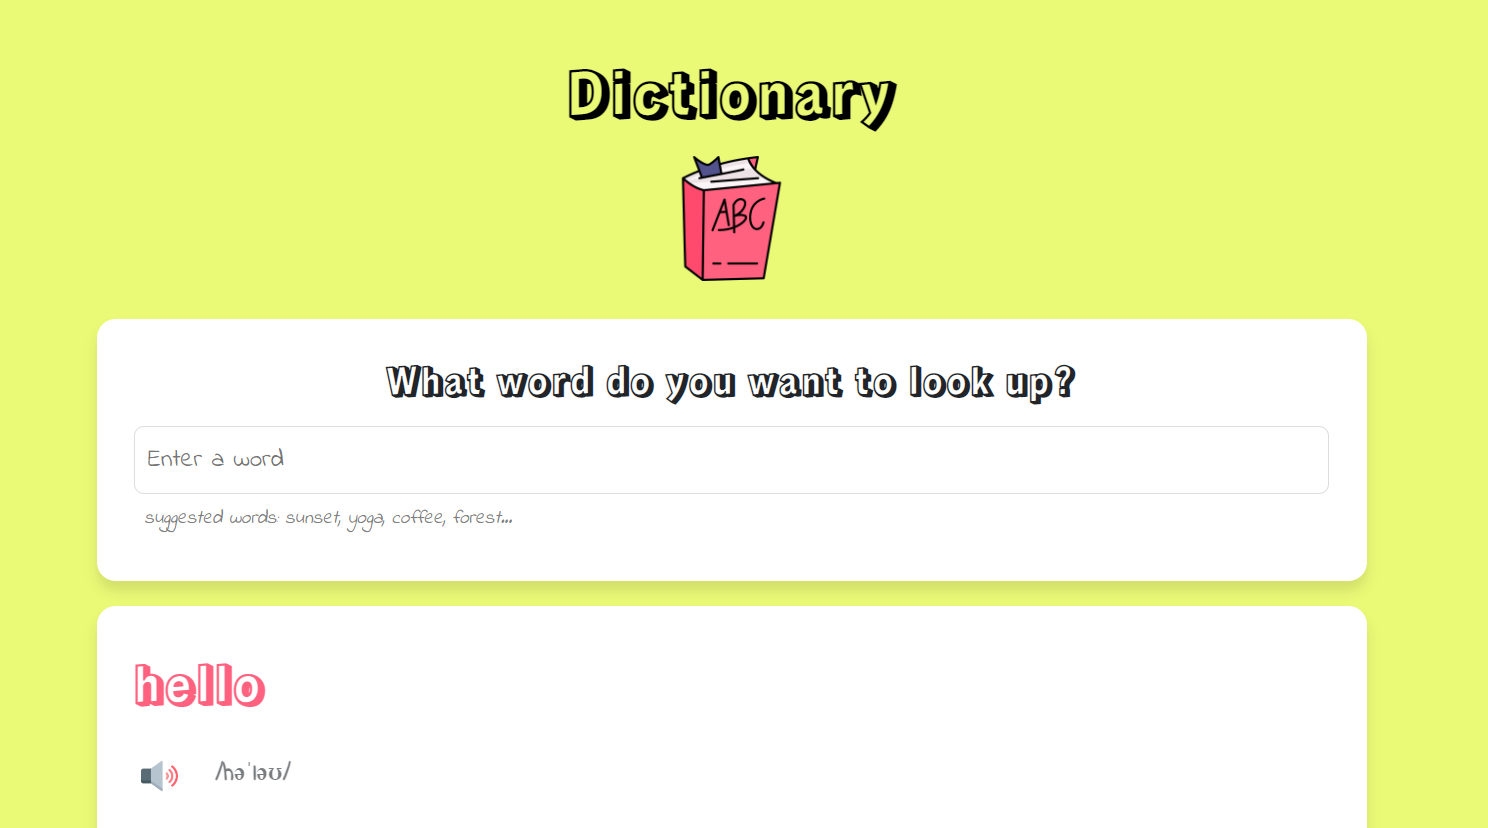 Dictionary
ABC
What word do you want to look up?
Enter a word
suggested words: sunset, yoga, coffee, forest...
hello
/həˈləʊ/